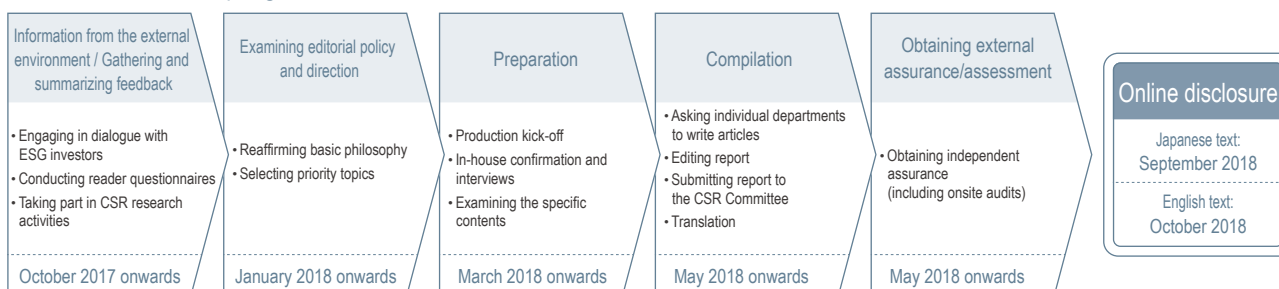 Information from the external
environment / Gathering and
summarizing feedback
• Engaging in dialogue with
ESG investors
• Conducting reader questionnaires
• Taking part in CSR research
activities
October 2017 onwards
Examining editorial policy
and direction
• Reaffirming basic philosophy
• Selecting priority topics
January 2018 onwards
Preparation
• Production kick-off
• In-house confirmation and
interviews
• Examining the specific
contents
March 2018 onwards
Compilation
• Asking individual departments
to write articles
• Editing report
• Submitting report to
the CSR Committee
• Translation
May 2018 onwards
Obtaining external
assurance/assessment
• Obtaining independent
assurance
(including onsite audits)
May 2018 onwards
Online disclosure
Japanese text:
September 2018
English text:
October 2018